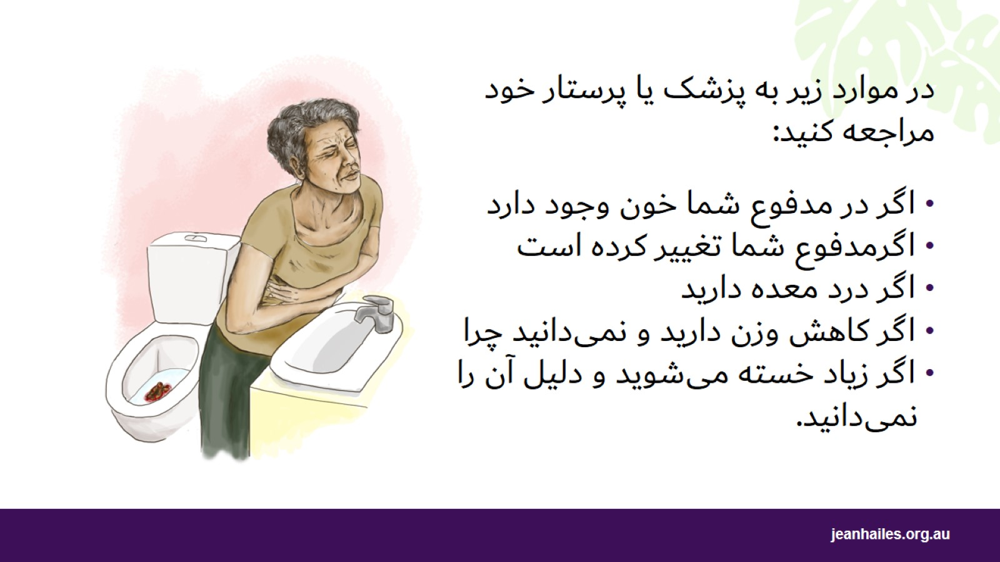 در موارد زیر به پزشک یا پرستار خود
مراجعه کنید:
• اگر در مدفوع شما خون وجود دارد
• اگرمدفوع شما تغییر کرده است
• اگر درد معده دارید
• اگر کاهش وزن دارید و نمی‌دانید چرا
• اگر زیاد خسته می‌شوید و دلیل آن را
نمی‌دانید.
jeanhailes.org.au